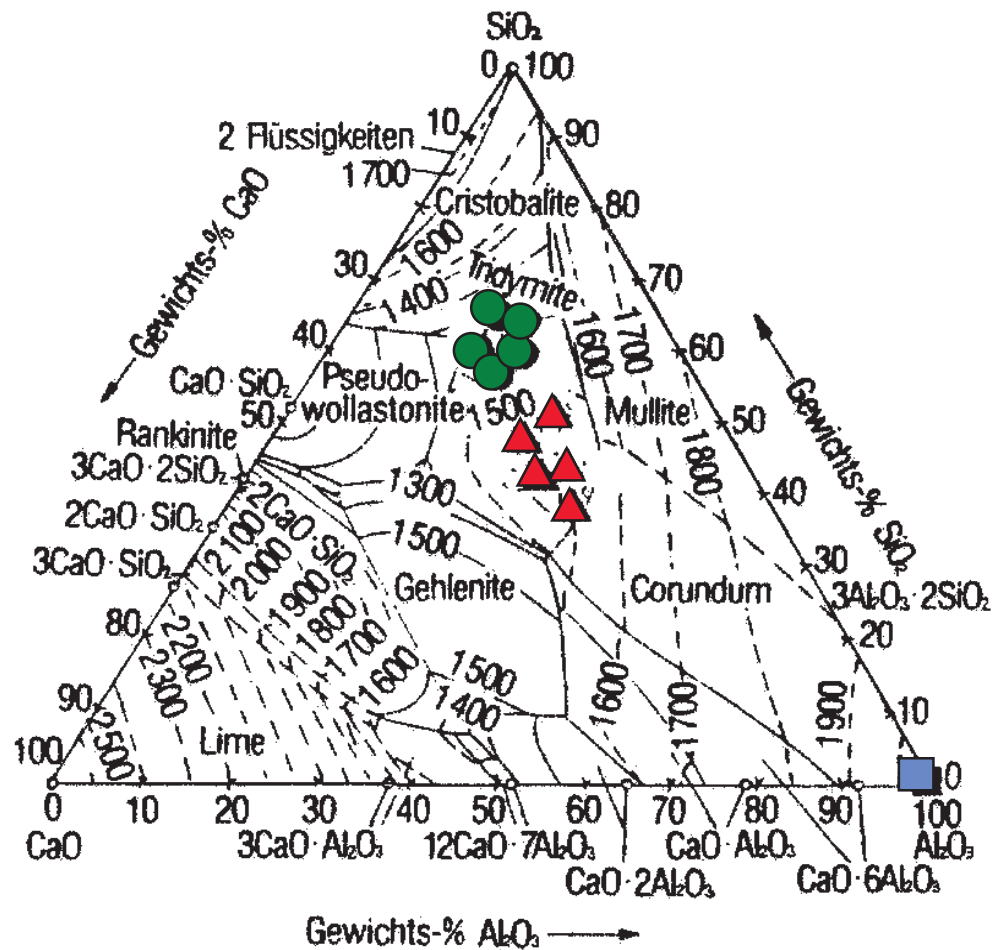 SiO₂
0 100
10 90
2 Flüssigkeiten
1700
Gewichts-% CaO
Cristobalite 80
1600
30 Tridymite 70
1400
40 1600 1700 60
CaO·SiO₂ Pseudo-
50 wollastonite 500 Mullite 50
Gewichts-% SiO₂
Rankinite
3CaO·2SiO₂ 1800
1300 40
2CaO·SiO₂ 2CaO·SiO₂
2100 1500
3CaO·SiO₂ 2000 30
1900 Gehlenite Corundum 3Al₂O₃·2SiO₂
80 2200 1800 20
2300 1700
1600 1500 1600 1700 1900
90 1400 10
2500
Lime
100 0
0 10 20 30 40 50 60 70 80 90 100
CaO 3CaO·Al₂O₃ 12CaO·7Al₂O₃ CaO·Al₂O₃ Al₂O₃
CaO·2Al₂O₃ CaO·6Al₂O₃
Gewichts-% Al₂O₃